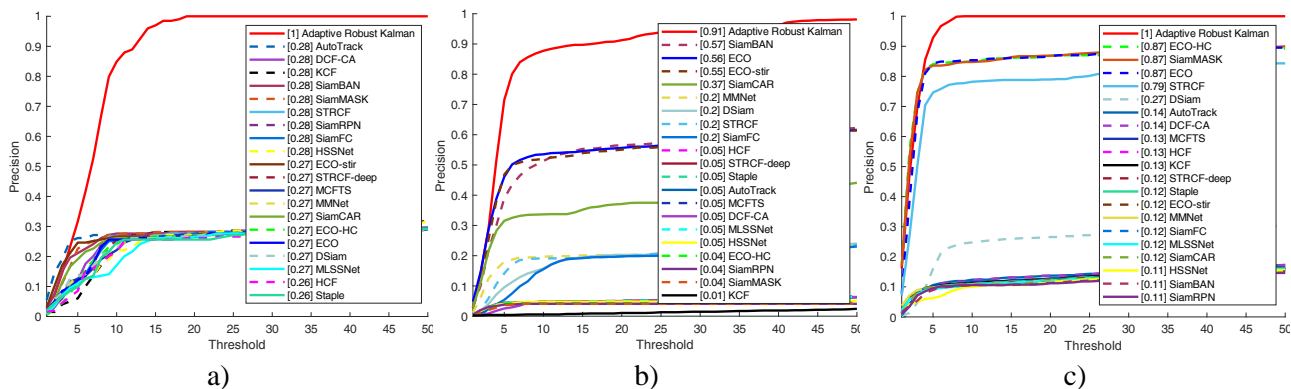 Precision
1
0.9
0.8
0.7
0.6
0.5
0.4
0.3
0.2
0.1
0
5 10 15 20 25 30 35 40 45 50
Threshold
[1] Adaptive Robust Kalman
[0.28] AutoTrack
[0.28] DCF-CA
[0.28] KCF
[0.28] SiamBAN
[0.28] SiamMASK
[0.28] STRCF
[0.28] SiamRPN
[0.28] SiamFC
[0.28] HSSNet
[0.27] ECO-stir
[0.27] STRCF-deep
[0.27] MCFTS
[0.27] MMNet
[0.27] SiamCAR
[0.27] ECO-HC
[0.27] ECO
[0.27] DSiam
[0.27] MLSSNet
[0.26] HCF
[0.26] Staple
a)
Precision
1
0.9
0.8
0.7
0.6
0.5
0.4
0.3
0.2
0.1
0
5 10 15 20 25 30 35 40 45 50
Threshold
[0.91] Adaptive Robust Kalman
[0.57] SiamBAN
[0.56] ECO
[0.55] ECO-stir
[0.37] SiamCAR
[0.2] MMNet
[0.2] DSiam
[0.2] STRCF
[0.2] SiamFC
[0.05] HCF
[0.05] STRCF-deep
[0.05] Staple
[0.05] AutoTrack
[0.05] MCFTS
[0.05] DCF-CA
[0.05] MLSSNet
[0.05] HSSNet
[0.04] ECO-HC
[0.04] SiamRPN
[0.04] SiamMASK
[0.01] KCF
b)
Precision
1
0.9
0.8
0.7
0.6
0.5
0.4
0.3
0.2
0.1
0
5 10 15 20 25 30 35 40 45 50
Threshold
[1] Adaptive Robust Kalman
[0.87] ECO-HC
[0.87] SiamMASK
[0.87] ECO
[0.79] STRCF
[0.27] DSiam
[0.14] AutoTrack
[0.14] DCF-CA
[0.13] MCFTS
[0.13] HCF
[0.13] KCF
[0.12] STRCF-deep
[0.12] Staple
[0.12] ECO-stir
[0.12] MMNet
[0.12] SiamFC
[0.12] MLSSNet
[0.12] SiamCAR
[0.11] HSSNet
[0.11] SiamBAN
[0.11] SiamRPN
c)